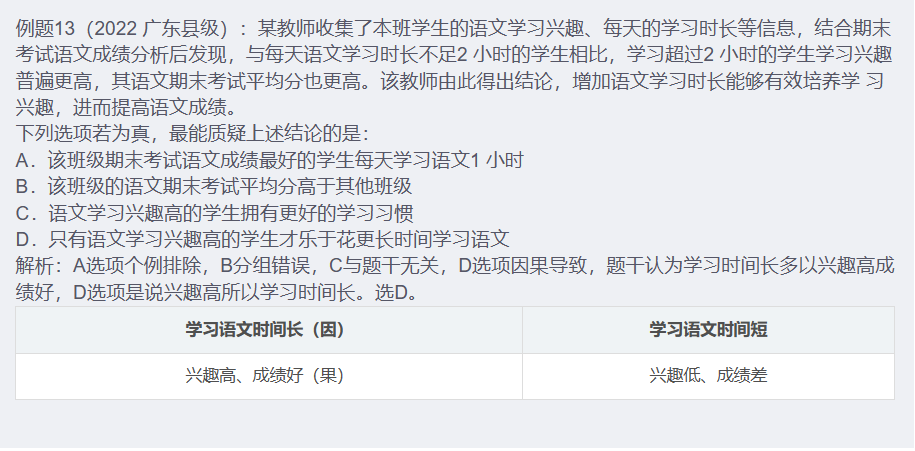 例题13（2022 广东县级）：某教师收集了本班学生的语文学习兴趣、每天的学习时长等信息，结合期末
考试语文成绩分析后发现，与每天语文学习时长不足2 小时的学生相比，学习超过2 小时的学生学习兴趣
普遍更高，其语文期末考试平均分也更高。该教师由此得出结论，增加语文学习时长能够有效培养学 习
兴趣，进而提高语文成绩。
下列选项若为真，最能质疑上述结论的是：
A．该班级期末考试语文成绩最好的学生每天学习语文1 小时
B．该班级的语文期末考试平均分高于其他班级
C．语文学习兴趣高的学生拥有更好的学习习惯
D．只有语文学习兴趣高的学生才乐于花更长时间学习语文
解析：A选项个例排除，B分组错误，C与题干无关，D选项因果导致，题干认为学习时间长多以兴趣高成
绩好，D选项是说兴趣高所以学习时间长。选D。
学习语文时间长（因） 学习语文时间短
兴趣高、成绩好（果） 兴趣低、成绩差